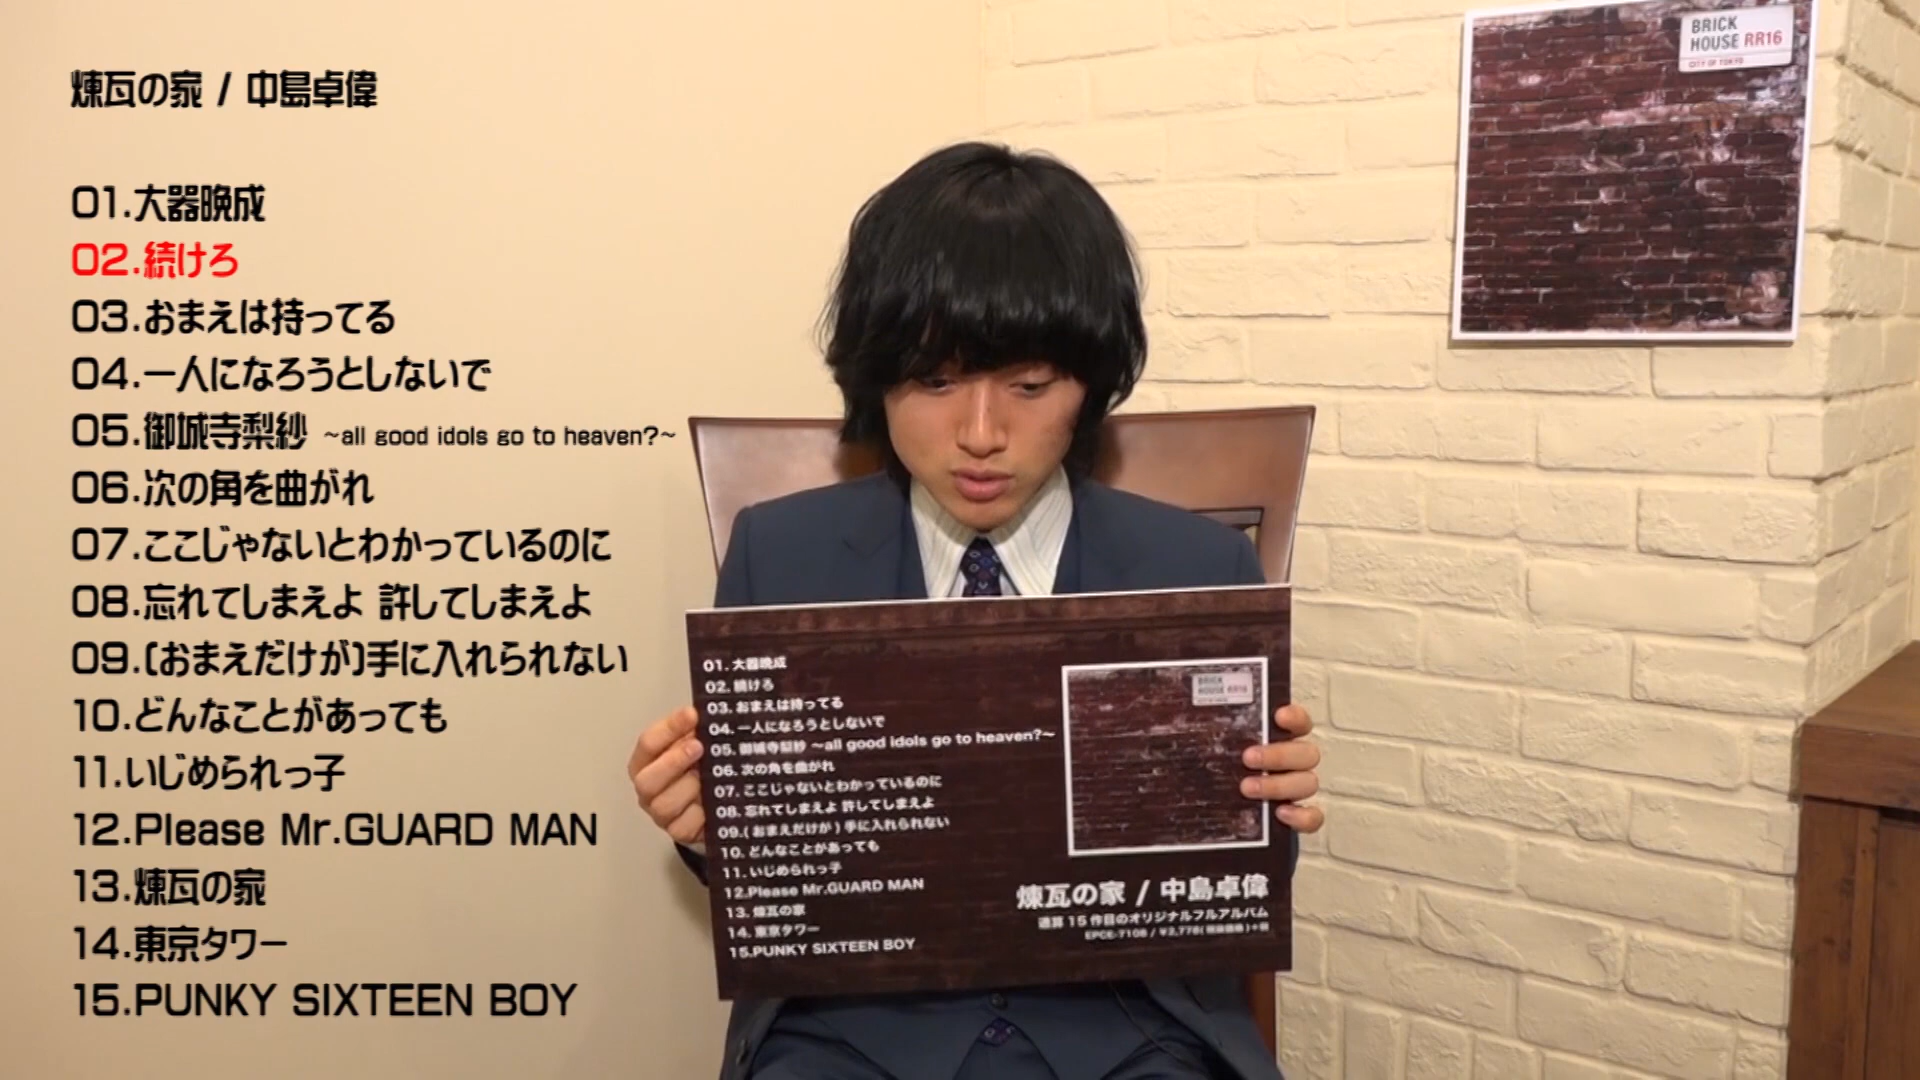 煉瓦の家 / 中島卓偉
01.大器晩成
02.続けろ
03.おまえは持ってる
04.一人になろうとしないで
05.御城寺梨紗 ~all good idols go to heaven?~
06.次の角を曲がれ
07.ここじゃないとわかっているのに
08.忘れてしまえよ 許してしまえよ
09.(おまえだけが)手に入れられない
10.どんなことがあっても
11.いじめられっ子
12.Please Mr.GUARD MAN
13.煉瓦の家
14.東京タワー
15.PUNKY SIXTEEN BOY
BRICK
HOUSE RR16
CITY OF TOKYO
01. 大器晩成
02. 続けろ
03. おまえは持ってる
04. 一人になろうとしないで
05. 御城寺梨紗 ~all good idols go to heaven?~
06. 次の角を曲がれ
07. ここじゃないとわかっているのに
08. 忘れてしまえよ 許してしまえよ
09.( おまえだけが ) 手に入れられない
10. どんなことがあっても
11. いじめられっ子
12.Please Mr.GUARD MAN
13. 煉瓦の家
14. 東京タワー
15.PUNKY SIXTEEN BOY
BRICK
HOUSE RR16
煉瓦の家 / 中島卓偉
通算 15 作目のオリジナルフルアルバム
EPCE-7108 / ¥2,778( 税抜価格 )+税